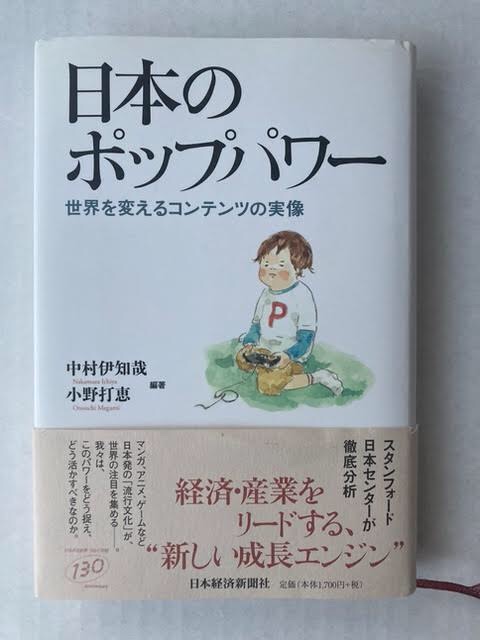 日本の
ポップパワー
世界を変えるコンテンツの実像
P
中村伊知哉
Nakamura Ichiya
小野打恵
Onouchi Megumi
編著
スタンフォード
日本センターが
徹底分析
経済・産業を
リードする、
“新しい成長エンジン”
マンガ、アニメ、ゲームなど
日本発の「流行文化」が、
世界の注目を集める――。
我々は、
このパワーをどう捉え、
どう活かすべきなのか。
130
anniversary
日本経済新聞社
定価(本体1,700円+税)